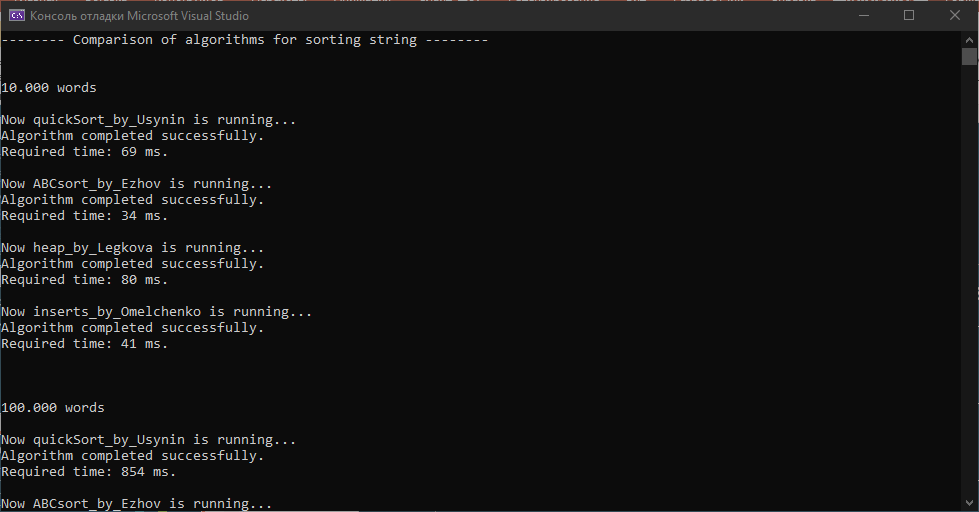 Консоль отладки Microsoft Visual Studio
-------- Comparison of algorithms for sorting string --------
10.000 words
Now quickSort_by_Usynin is running...
Algorithm completed successfully.
Required time: 69 ms.
Now ABCsort_by_Ezhov is running...
Algorithm completed successfully.
Required time: 34 ms.
Now heap_by_Legkova is running...
Algorithm completed successfully.
Required time: 80 ms.
Now inserts_by_Omelchenko is running...
Algorithm completed successfully.
Required time: 41 ms.
100.000 words
Now quickSort_by_Usynin is running...
Algorithm completed successfully.
Required time: 854 ms.
Now ABCsort_by_Ezhov is running...